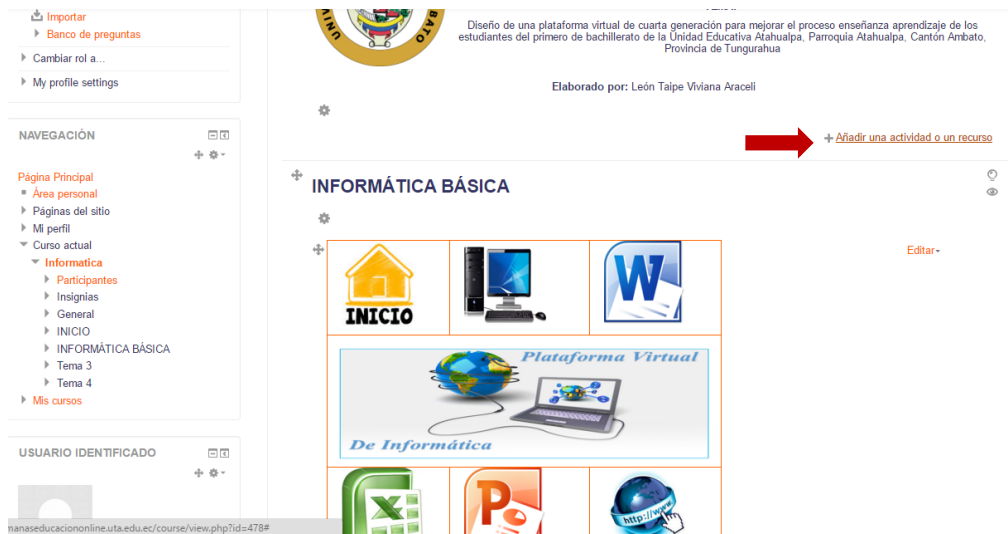 Importar
Banco de preguntas
Cambiar rol a...
My profile settings
NAVEGACIÓN
Página Principal
Área personal
Páginas del sitio
Mi perfil
Curso actual
Informatica
Participantes
Insignias
General
INICIO
INFORMÁTICA BÁSICA
Tema 3
Tema 4
Mis cursos
USUARIO IDENTIFICADO
manaseducaciononline.uta.edu.ec/course/view.php?id=478#
Diseño de una plataforma virtual de cuarta generación para mejorar el proceso enseñanza aprendizaje de los
estudiantes del primero de bachillerato de la Unidad Educativa Atahualpa, Parroquia Atahualpa, Cantón Ambato,
Provincia de Tungurahua
Elaborado por: León Taipe Viviana Araceli
Añadir una actividad o un recurso
INFORMÁTICA BÁSICA
Editar
INICIO
W
Plataforma Virtual
De Informática
X
P
http://www